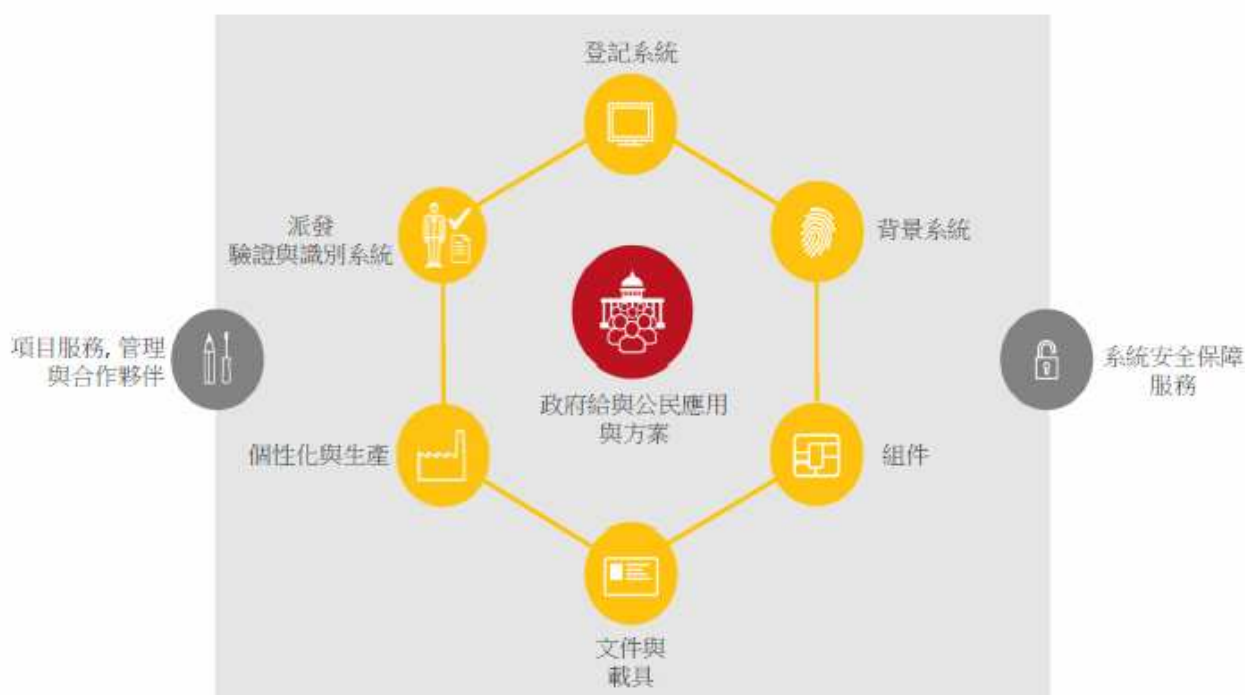 登記系統
派發
驗證與識別系統
背景系統
項目服務, 管理
與合作夥伴
系統安全保障
服務
政府給與公民應用
與方案
個性化與生產
組件
文件與
載具